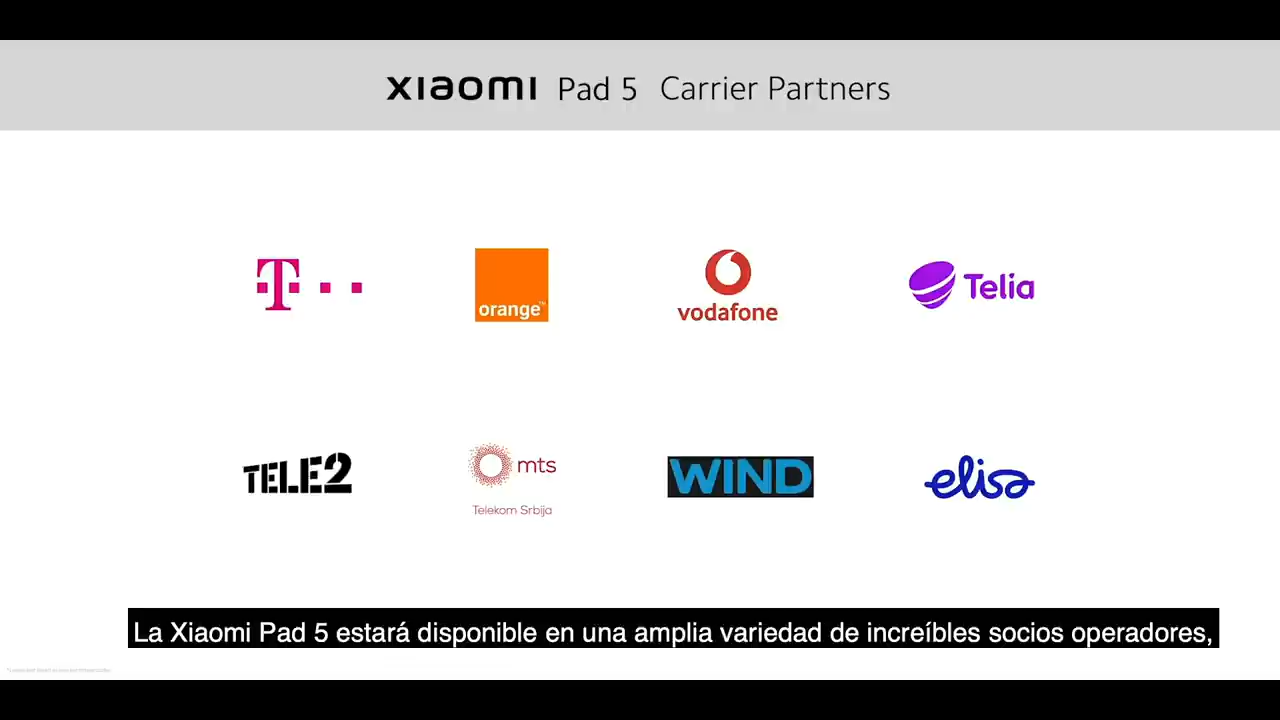 xiaomi Pad 5 Carrier Partners
T
orange™
vodafone
Telia
TELE2
mts
Telekom Srbija
WIND
elisa
La Xiaomi Pad 5 estará disponible en una amplia variedad de increíbles socios operadores,